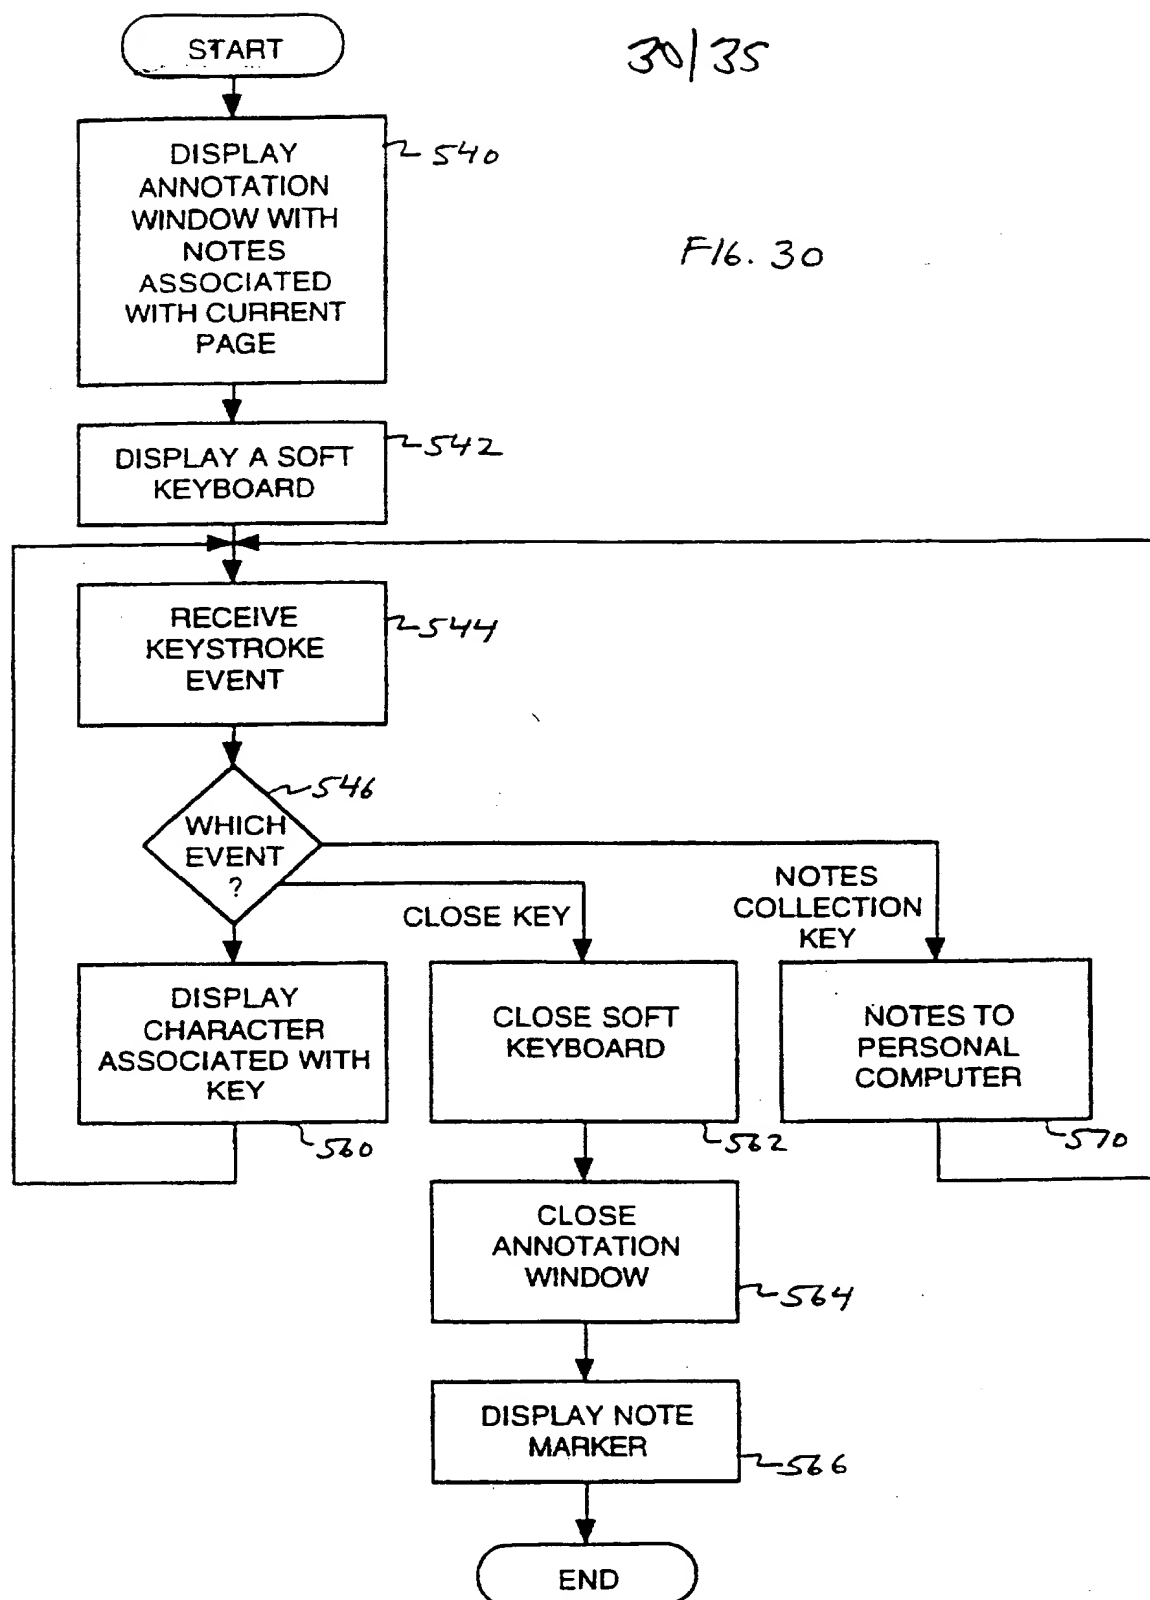 START
30/35
DISPLAY
ANNOTATION
WINDOW WITH
NOTES
ASSOCIATED
WITH CURRENT
PAGE
540
FIG. 30
DISPLAY A SOFT
KEYBOARD
542
RECEIVE
KEYSTROKE
EVENT
544
WHICH
EVENT
?
546
CLOSE KEY
NOTES
COLLECTION
KEY
DISPLAY
CHARACTER
ASSOCIATED WITH
KEY
560
CLOSE SOFT
KEYBOARD
562
NOTES TO
PERSONAL
COMPUTER
570
CLOSE
ANNOTATION
WINDOW
564
DISPLAY NOTE
MARKER
566
END